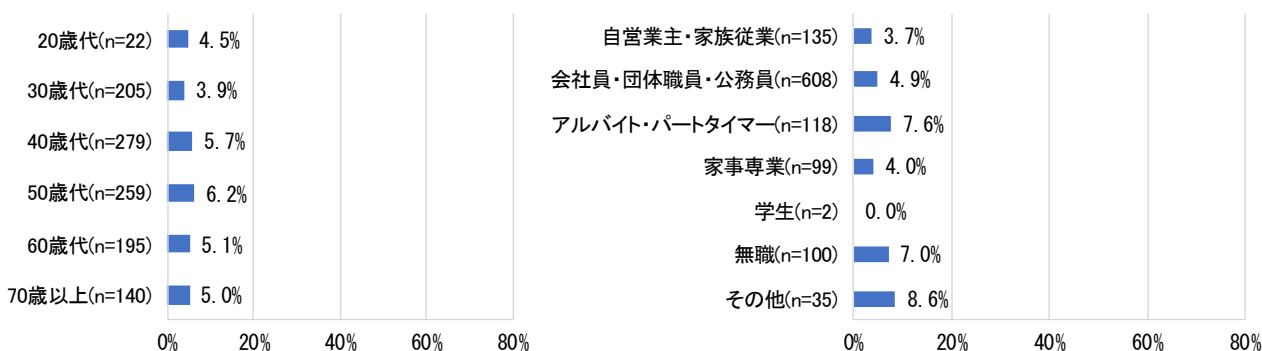 20歳代(n=22) 4.5%
30歳代(n=205) 3.9%
40歳代(n=279) 5.7%
50歳代(n=259) 6.2%
60歳代(n=195) 5.1%
70歳以上(n=140) 5.0%
0% 20% 40% 60% 80%
自営業主・家族従業(n=135) 3.7%
会社員・団体職員・公務員(n=608) 4.9%
アルバイト・パートタイマー(n=118) 7.6%
家事専業(n=99) 4.0%
学生(n=2) 0.0%
無職(n=100) 7.0%
その他(n=35) 8.6%
0% 20% 40% 60% 80%